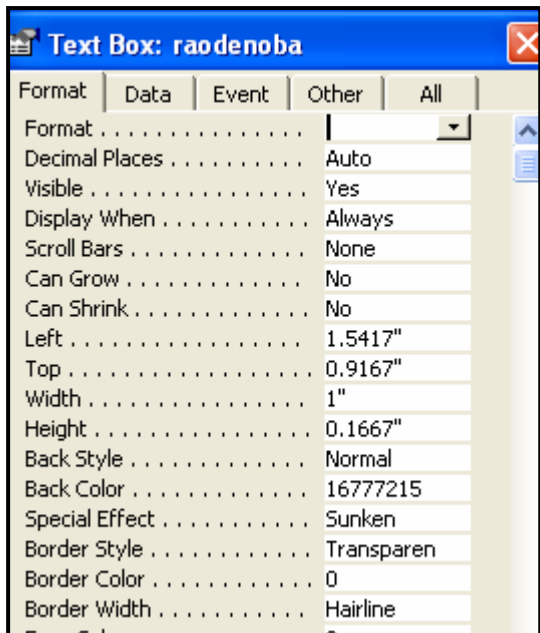 Text Box: raodenoba
Format Data Event Other All
Format . . . . . . . . . . . . . . .
Decimal Places . . . . . . . . . . Auto
Visible . . . . . . . . . . . . . . . . Yes
Display When . . . . . . . . . . . Always
Scroll Bars . . . . . . . . . . . . . None
Can Grow . . . . . . . . . . . . . No
Can Shrink . . . . . . . . . . . . . No
Left . . . . . . . . . . . . . . . . . 1.5417"
Top . . . . . . . . . . . . . . . . . 0.9167"
Width . . . . . . . . . . . . . . . . 1"
Height . . . . . . . . . . . . . . . . 0.1667"
Back Style . . . . . . . . . . . . . Normal
Back Color . . . . . . . . . . . . . 16777215
Special Effect . . . . . . . . . . . Sunken
Border Style . . . . . . . . . . . . Transparen
Border Color . . . . . . . . . . . . 0
Border Width . . . . . . . . . . . Hairline